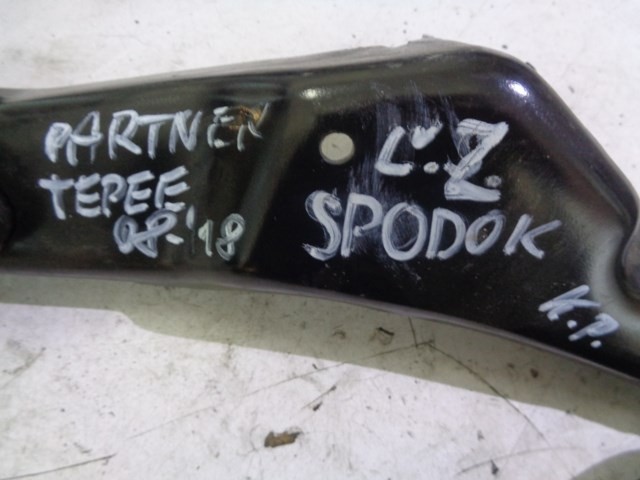 PARTNER
TEPEE
08-'18
Ľ.Z.
SPODOK
K.P.